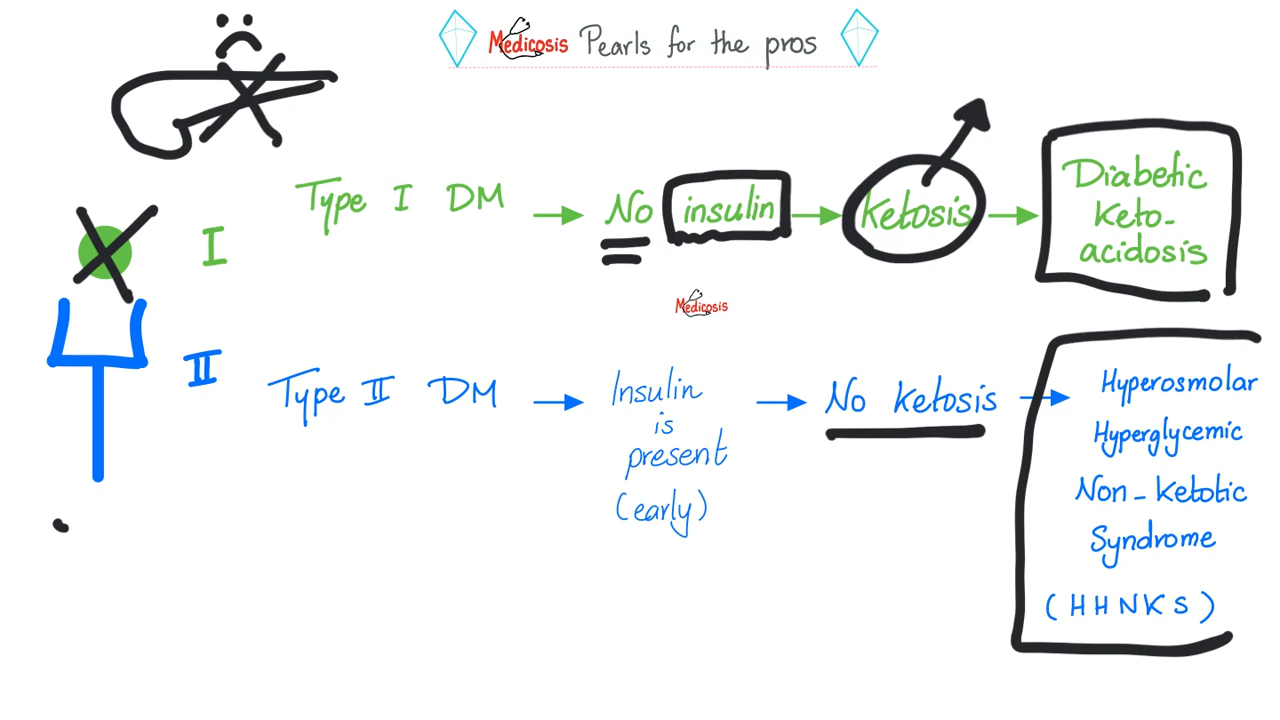 Medicosis Pearls for the pros
I Type I DM → No insulin → Ketosis → Diabetic
Keto-
acidosis
Medicosis
II Type II DM → Insulin
is
present
(early) → No Ketosis → Hyperosmolar
Hyperglycemic
Non-Ketotic
Syndrome
(HHNKS)